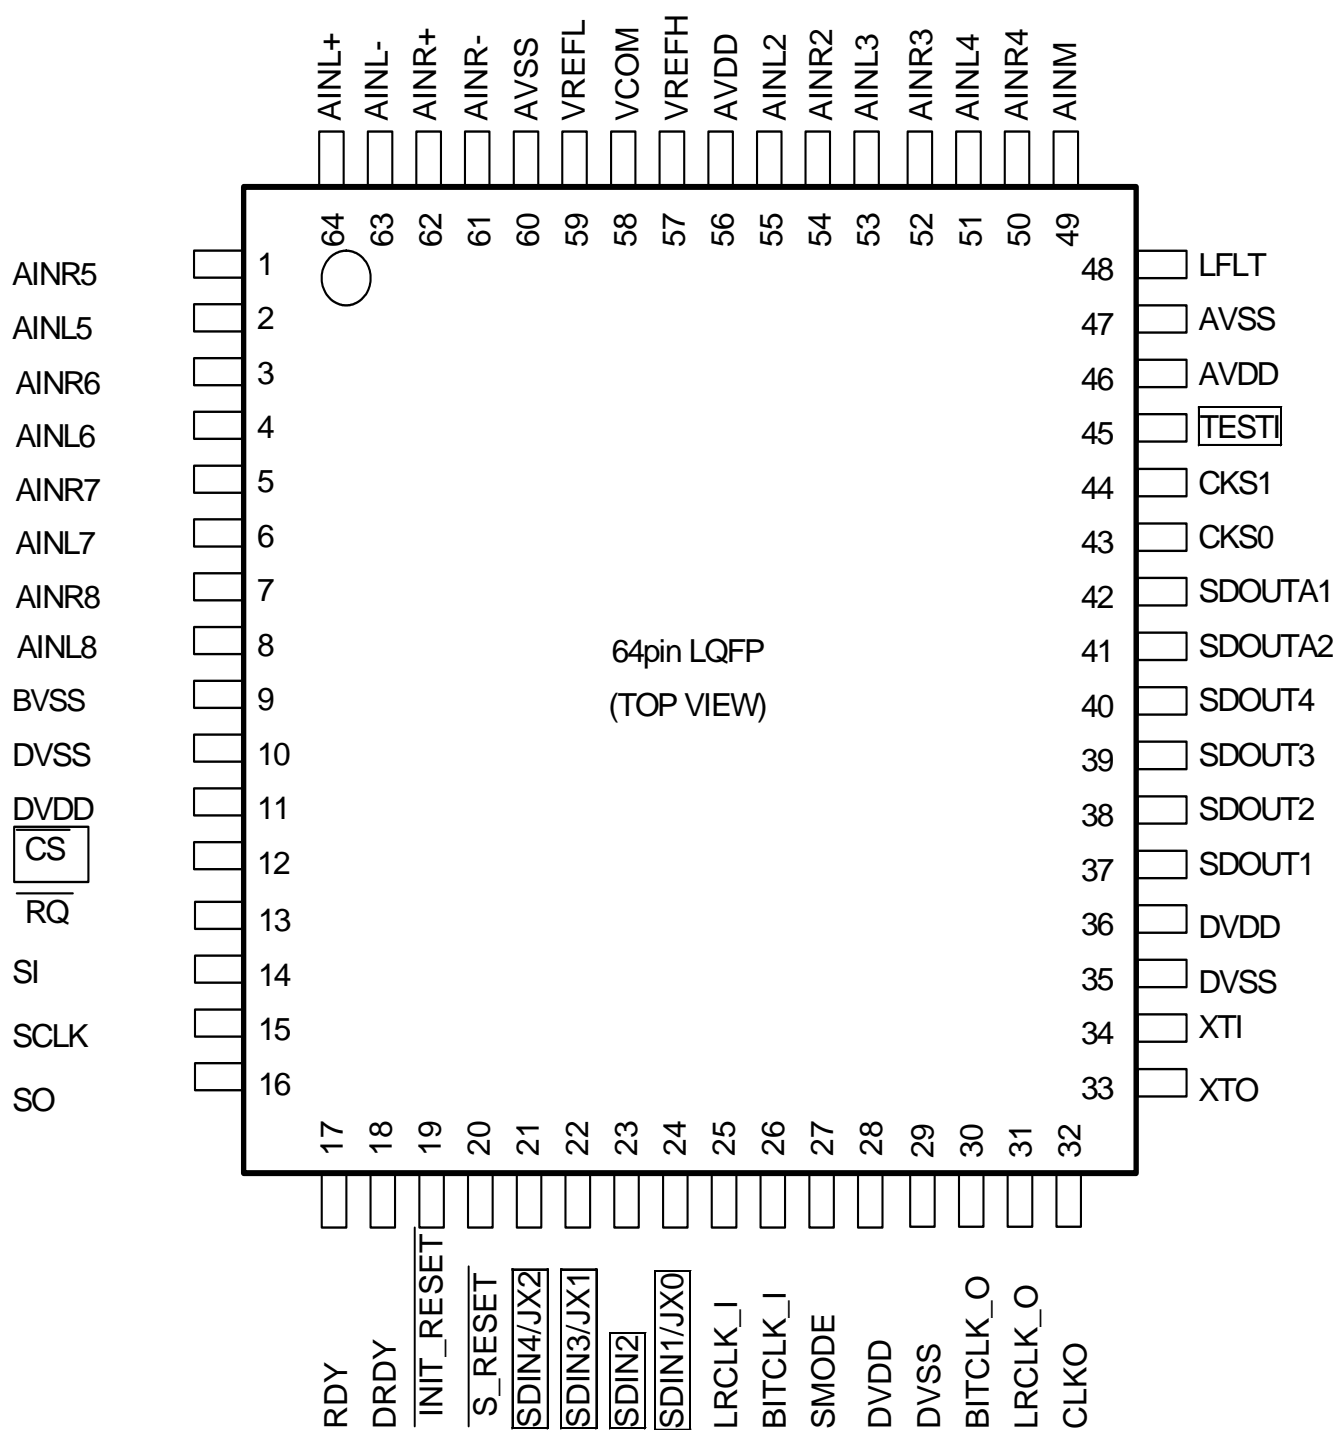 AINL+
AINL-
AINR+
AINR-
AVSS
VREFL
VCOM
VREFH
AVDD
AINL2
AINR2
AINL3
AINR3
AINL4
AINR4
AINM
64
63
62
61
60
59
58
57
56
55
54
53
52
51
50
49
AINR5 1
AINL5 2
AINR6 3
AINL6 4
AINR7 5
AINL7 6
AINR8 7
AINL8 8
BVSS 9
DVSS 10
DVDD 11
CS 12
RQ 13
SI 14
SCLK 15
SO 16
64pin LQFP
(TOP VIEW)
48 LFLT
47 AVSS
46 AVDD
45 TESTI
44 CKS1
43 CKS0
42 SDOUTA1
41 SDOUTA2
40 SDOUT4
39 SDOUT3
38 SDOUT2
37 SDOUT1
36 DVDD
35 DVSS
34 XTI
33 XTO
17
18
19
20
21
22
23
24
25
26
27
28
29
30
31
32
RDY
DRDY
INIT_RESET
S_RESET
SDIN4/JX2
SDIN3/JX1
SDIN2
SDIN1/JX0
LRCLK_I
BITCLK_I
SMODE
DVDD
DVSS
BITCLK_O
LRCLK_O
CLKO